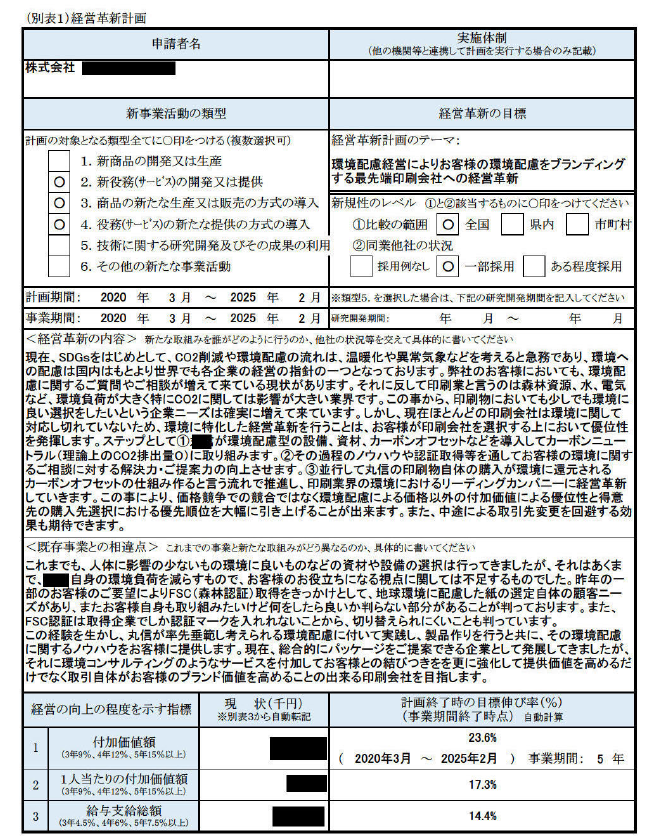 (別表1)経営革新計画
申請者名
実施体制
(他の機関等と連携して計画を実行する場合のみ記載)
株式会社
新事業活動の類型
経営革新の目標
計画の対象となる類型全てに〇印をつける(複数選択可)
1. 新商品の開発又は生産
○ 2. 新役務(サービス)の開発又は提供
○ 3. 商品の新たな生産又は販売の方式の導入
○ 4. 役務(サービス)の新たな提供の方式の導入
5. 技術に関する研究開発及びその成果の利用
6. その他の新たな事業活動
経営革新計画のテーマ:
環境配慮経営によりお客様の環境配慮をブランディング
する最先端印刷会社への経営革新
新規性のレベル ①と②該当するものに〇印をつけてください
①比較の範囲 ○ 全国 県内 市町村
②同業他社の状況
採用例なし ○ 一部採用 ある程度採用
計画期間: 2020 年 3 月 ～ 2025 年 2 月
※類型5. を選択した場合は、下記の研究開発期間を記入してください
事業期間: 2020 年 3 月 ～ 2025 年 2 月
研究開発期間: 年 月 ～ 年 月
<経営革新の内容> 新たな取組みを誰がどのように行うのか、他社の状況等を交えて具体的に書いてください
現在、SDGsをはじめとして、CO2削減や環境配慮の流れは、温暖化や異常気象などを考えると急務であり、環境へ
の配慮は国内はもとより世界でも各企業の経営の指針の一つとなっております。弊社のお客様においても、環境配
慮に関するご質問やご相談が増えて来ている現状があります。それに反して印刷業と言うのは森林資源、水、電気
など、環境負荷が大きく特にCO2に関しては影響が大きい業界です。この事から、印刷物においても少しでも環境に
良い選択をしたいという企業ニーズは確実に増えて来ています。しかし、現在ほとんどの印刷会社は環境に関して
対応し切れていないため、環境に特化した経営革新を行うことは、お客様が印刷会社を選択する上において優位性
を発揮します。ステップとして①が環境配慮型の設備、資材、カーボンオフセットなどを導入してカーボンニュー
トラル(理論上のCO2排出量0)に取り組みます。②その過程のノウハウや認証取得等を通してお客様の環境に関す
るご相談に対する解決力・ご提案力の向上させます。③並行して丸信の印刷物自体の購入が環境に還元される
カーボンオフセットの仕組み作ると言う流れで推進し、印刷業界の環境におけるリーディングカンパニーに経営革新
していきます。この事により、価格競争での競合ではなく環境配慮による価格以外の付加価値による優位性と得意
先の購入先選択における優先順位を大幅に引き上げることが出来ます。また、中途による取引先変更を回避する効
果も期待できます。
<既存事業との相違点> これまでの事業と新たな取組みがどう異なるのか、具体的に書いてください
これまでも、人体に影響の少ないもの環境に良いものなどの資材や設備の選択は行ってきましたが、それはあくま
で、自身の環境負荷を減らすもので、お客様のお役立ちになる視点に関しては不足するものでした。昨年の一
部のお客様のご要望によりFSC(森林認証)取得をきっかけとして、地球環境に配慮した紙の選定自体の顧客ニー
ズがあり、またお客様自身も取り組みたいけど何をしたら良いか判らない部分があることが判っております。また、
FSC認証は取得企業でしか認証マークを入れれないことから、切り替えられにくいことも判っています。
この経験を生かし、丸信が率先垂範し考えられる環境配慮に付いて実践し、製品作りを行うと共に、その環境配慮
に関するノウハウをお客様に提供します。現在、総合的にパッケージをご提案できる企業として発展してきましたが、
それに環境コンサルティングのようなサービスを付加してお客様との結びつきをを更に強化して提供価値を高めるだ
けでなく取引自体がお客様のブランド価値を高めることの出来る印刷会社を目指します。
経営の向上の程度を示す指標
現 状(千円)
※別表3から自動転記
計画終了時の目標伸び率(%)
(事業期間終了時点) 自動計算
1 付加価値額
(3年9%、4年12%、5年15%以上)
23.6%
( 2020年3月 ～ 2025年2月 ) 事業期間: 5 年
2 1人当たりの付加価値額
(3年9%、4年12%、5年15%以上)
17.3%
3 給与支給総額
(3年4.5%、4年6%、5年7.5%以上)
14.4%